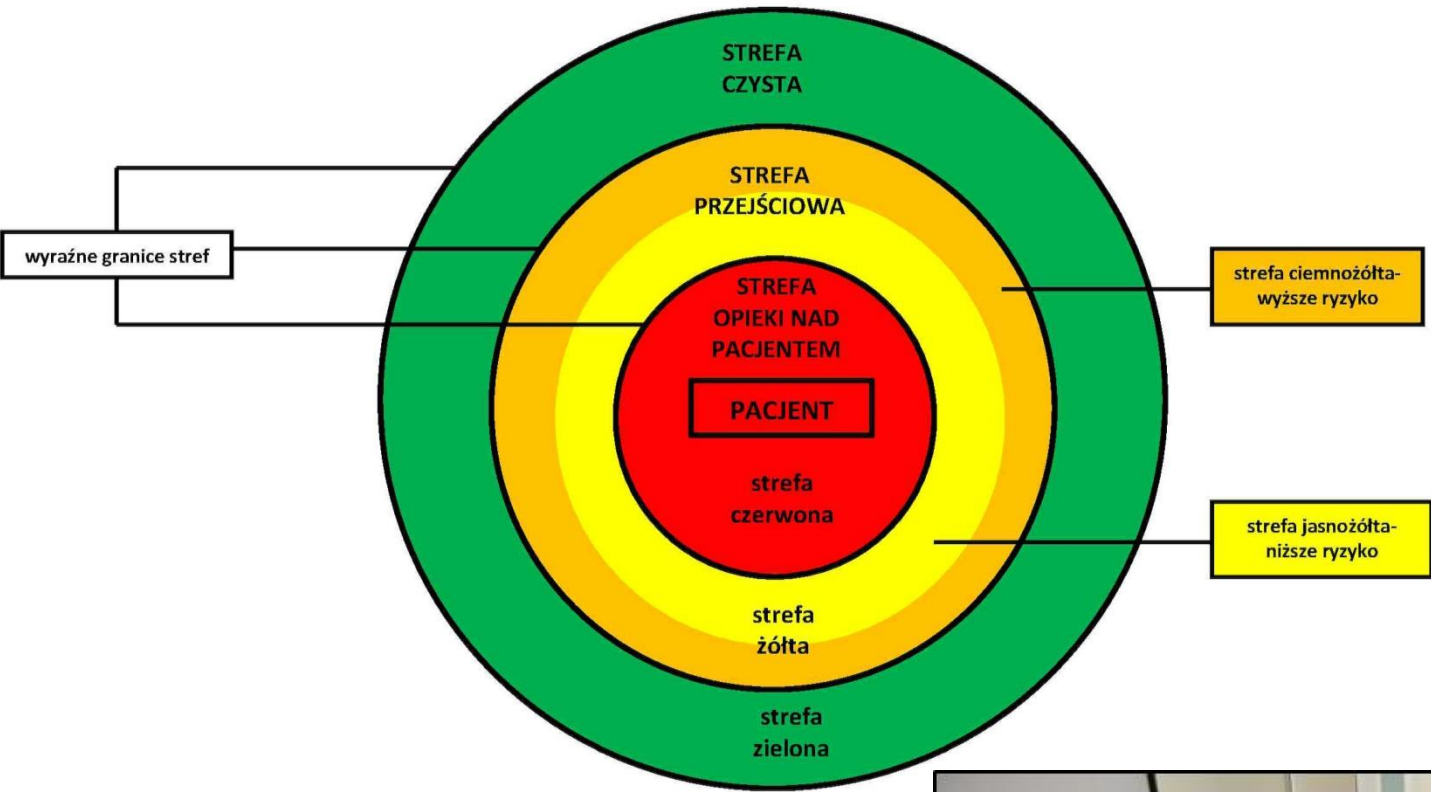 STREFA
CZYSTA
STREFA
PRZEJŚCIOWA
wyraźne granice stref
strefa ciemnożółta-
wyższe ryzyko
STREFA
OPIEKI NAD
PACJENTEM
PACJENT
strefa
czerwona
strefa jasnożółta-
niższe ryzyko
strefa
żółta
strefa
zielona